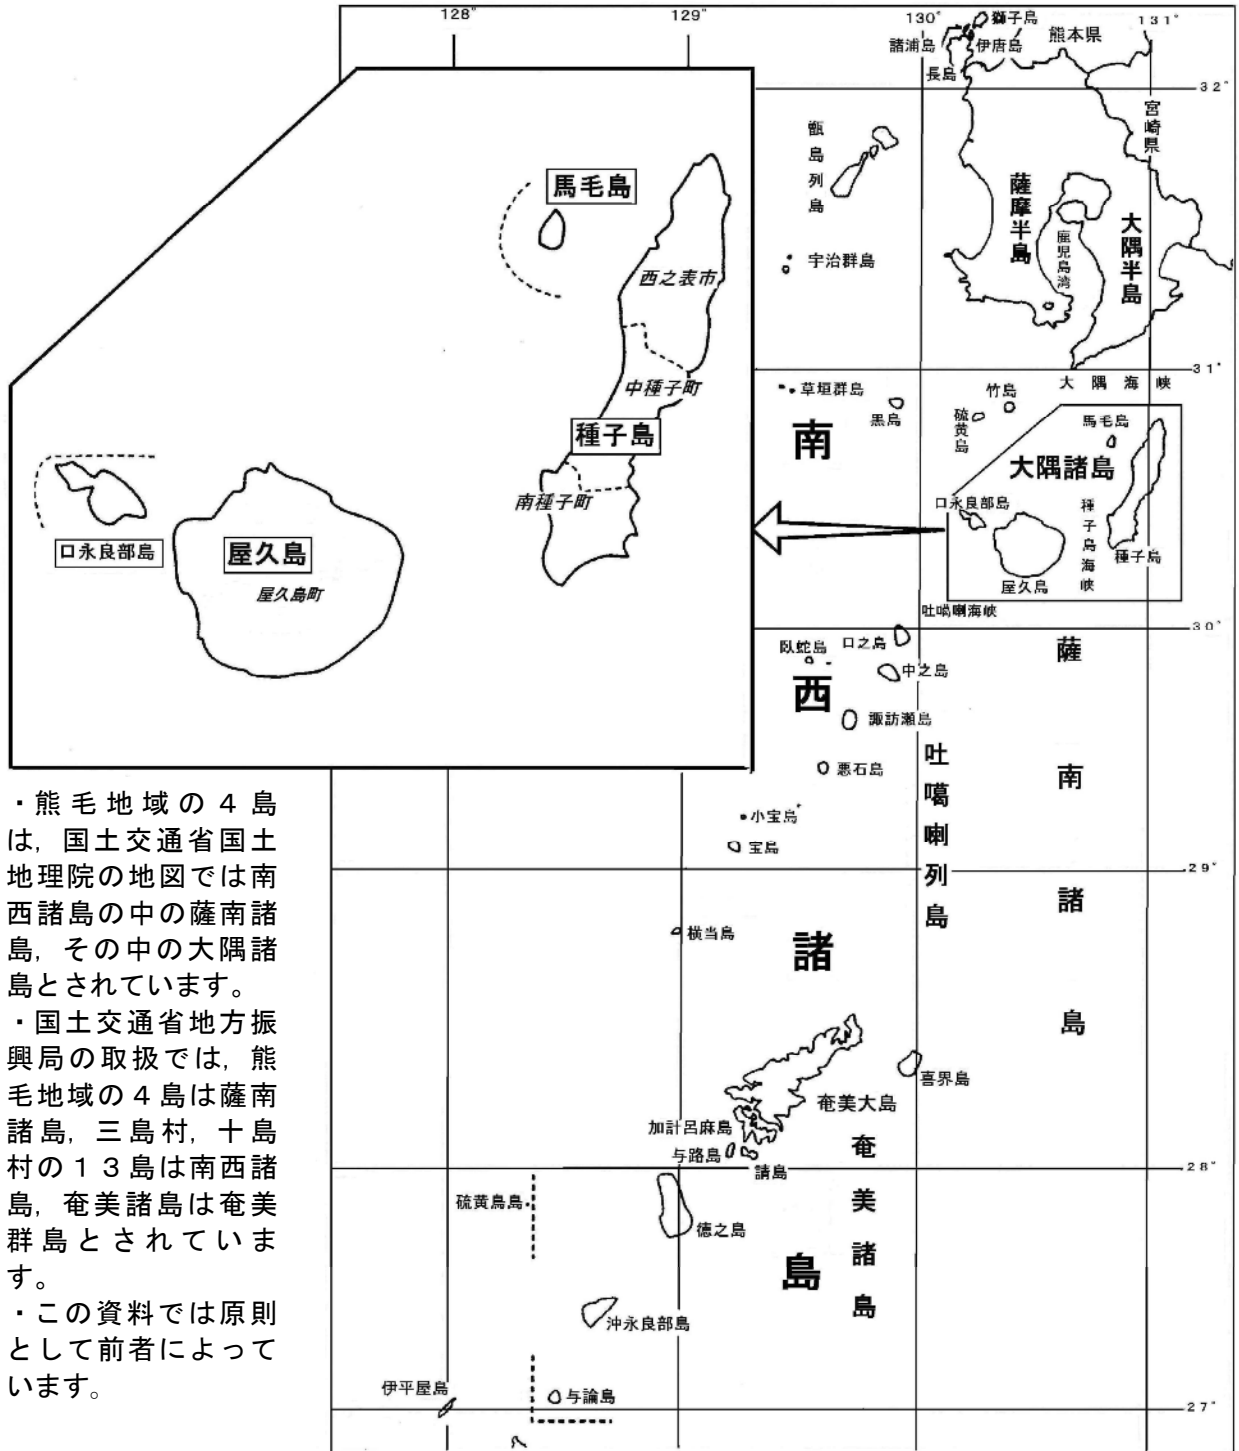 128°
129°
130°
131°
獅子島
諸浦島
伊唐島
熊本県
長島
32°
宮崎県
甑島列島
薩摩半島
大隅半島
鹿児島湾
宇治群島
31°
大隅海峡
草垣群島
黒島
竹島
硫黄島
馬毛島
大隅諸島
口永良部島
種子島海峡
種子島
屋久島
吐噶喇海峡
30°
馬毛島
西之表市
中種子町
種子島
南種子町
口永良部島
屋久島
屋久島町
臥蛇島
口之島
中之島
諏訪瀬島
悪石島
小宝島
宝島
吐噶喇列島
29°
横当島
南西諸島
薩南諸島
喜界島
奄美大島
加計呂麻島
与路島
請島
28°
奄美諸島
硫黄鳥島
徳之島
沖永良部島
伊平屋島
与論島
27°
・熊毛地域の４島
は，国土交通省国土
地理院の地図では南
西諸島の中の薩南諸
島，その中の大隅諸
島とされています。
・国土交通省地方振
興局の取扱では，熊
毛地域の４島は薩南
諸島，三島村，十島
村の１３島は南西諸
島，奄美諸島は奄美
群島とされていま
す。
・この資料では原則
として前者によって
います。